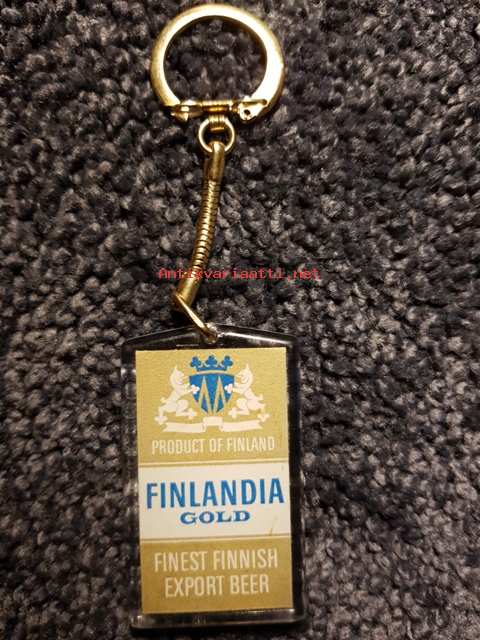 Antikvariaatti.net
PRODUCT OF FINLAND
FINLANDIA
GOLD
FINEST FINNISH
EXPORT BEER